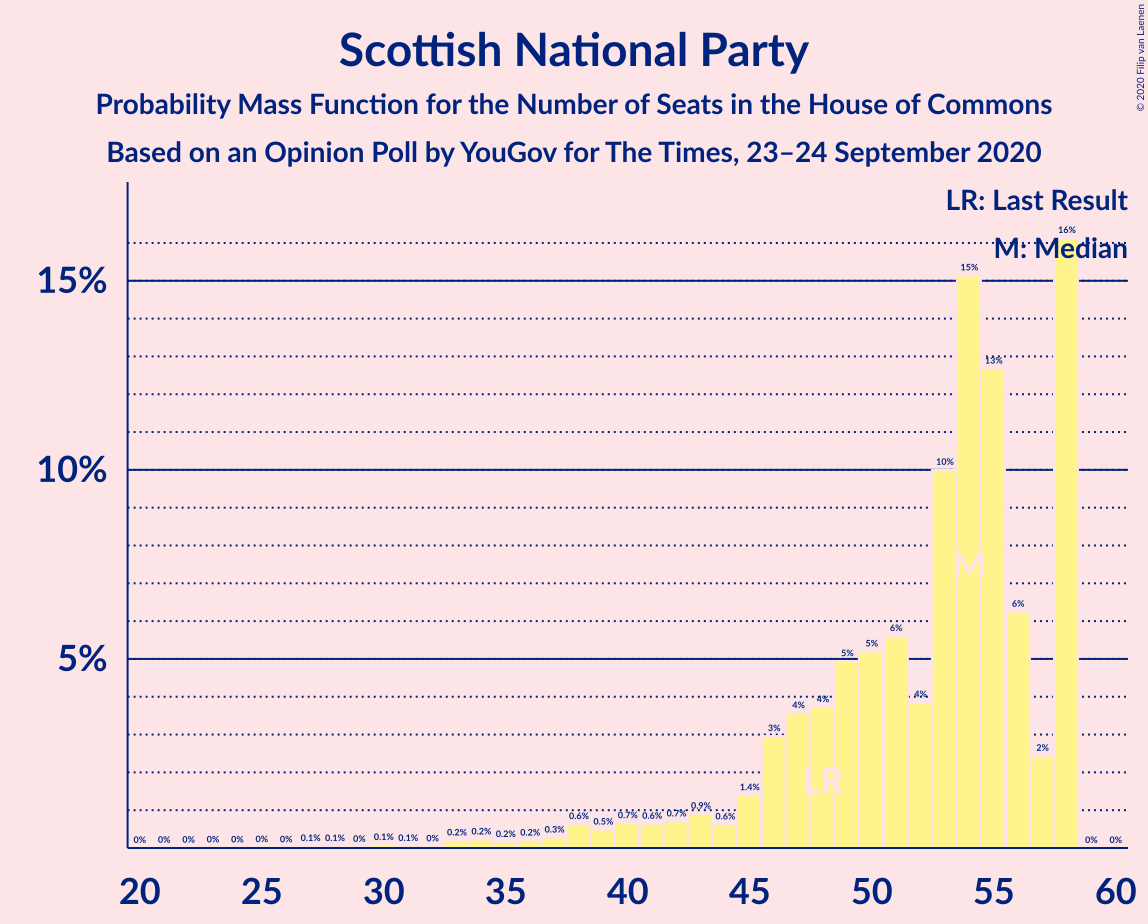 Scottish National Party
Probability Mass Function for the Number of Seats in the House of Commons
Based on an Opinion Poll by YouGov for The Times, 23–24 September 2020
© 2020 Filip van Laenen
LR: Last Result
M: Median
15%
10%
5%
0% 0% 0% 0% 0% 0% 0% 0.1% 0.1% 0% 0.1% 0.1% 0% 0.2% 0.2% 0.2% 0.2% 0.3% 0.6% 0.5% 0.7% 0.6% 0.7% 0.9% 0.6% 1.4% 3% 4% 4% 5% 5% 6% 4% 10% 15% 13% 6% 2% 16% 0% 0%
M
LR
20 25 30 35 40 45 50 55 60